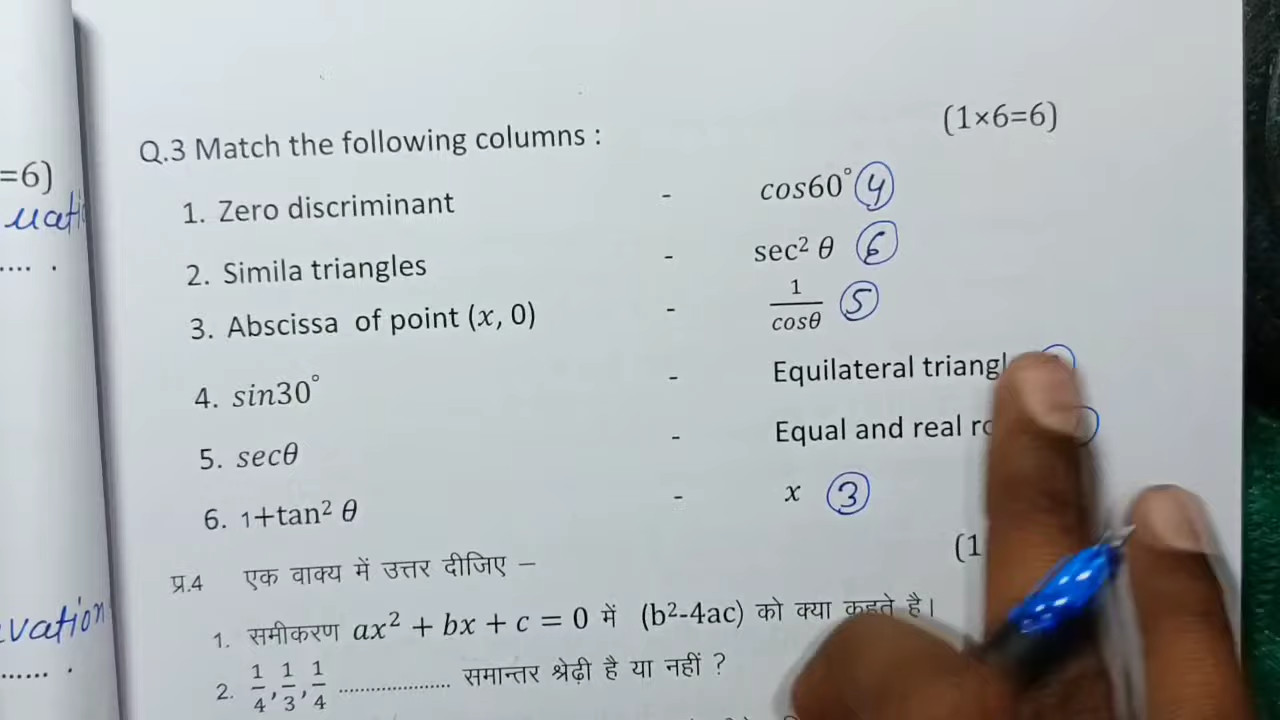 =6)
(1×6=6)
Q.3 Match the following columns :
1. Zero discriminant - cos60° ④
2. Simila triangles - sec² θ ⑥
3. Abscissa of point (x, 0) - 1/cosθ ⑤
4. sin30° - Equilateral
5. secθ - Equal and real
6. 1+tan² θ - x ③
(1
प्र.4 एक वाक्य में उत्तर दीजिए –
1. समीकरण ax² + bx + c = 0 में (b²-4ac) को क्या कहते है।
2. 1/4, 1/3, 1/4 .................... समान्तर श्रेढ़ी है या नहीं ?